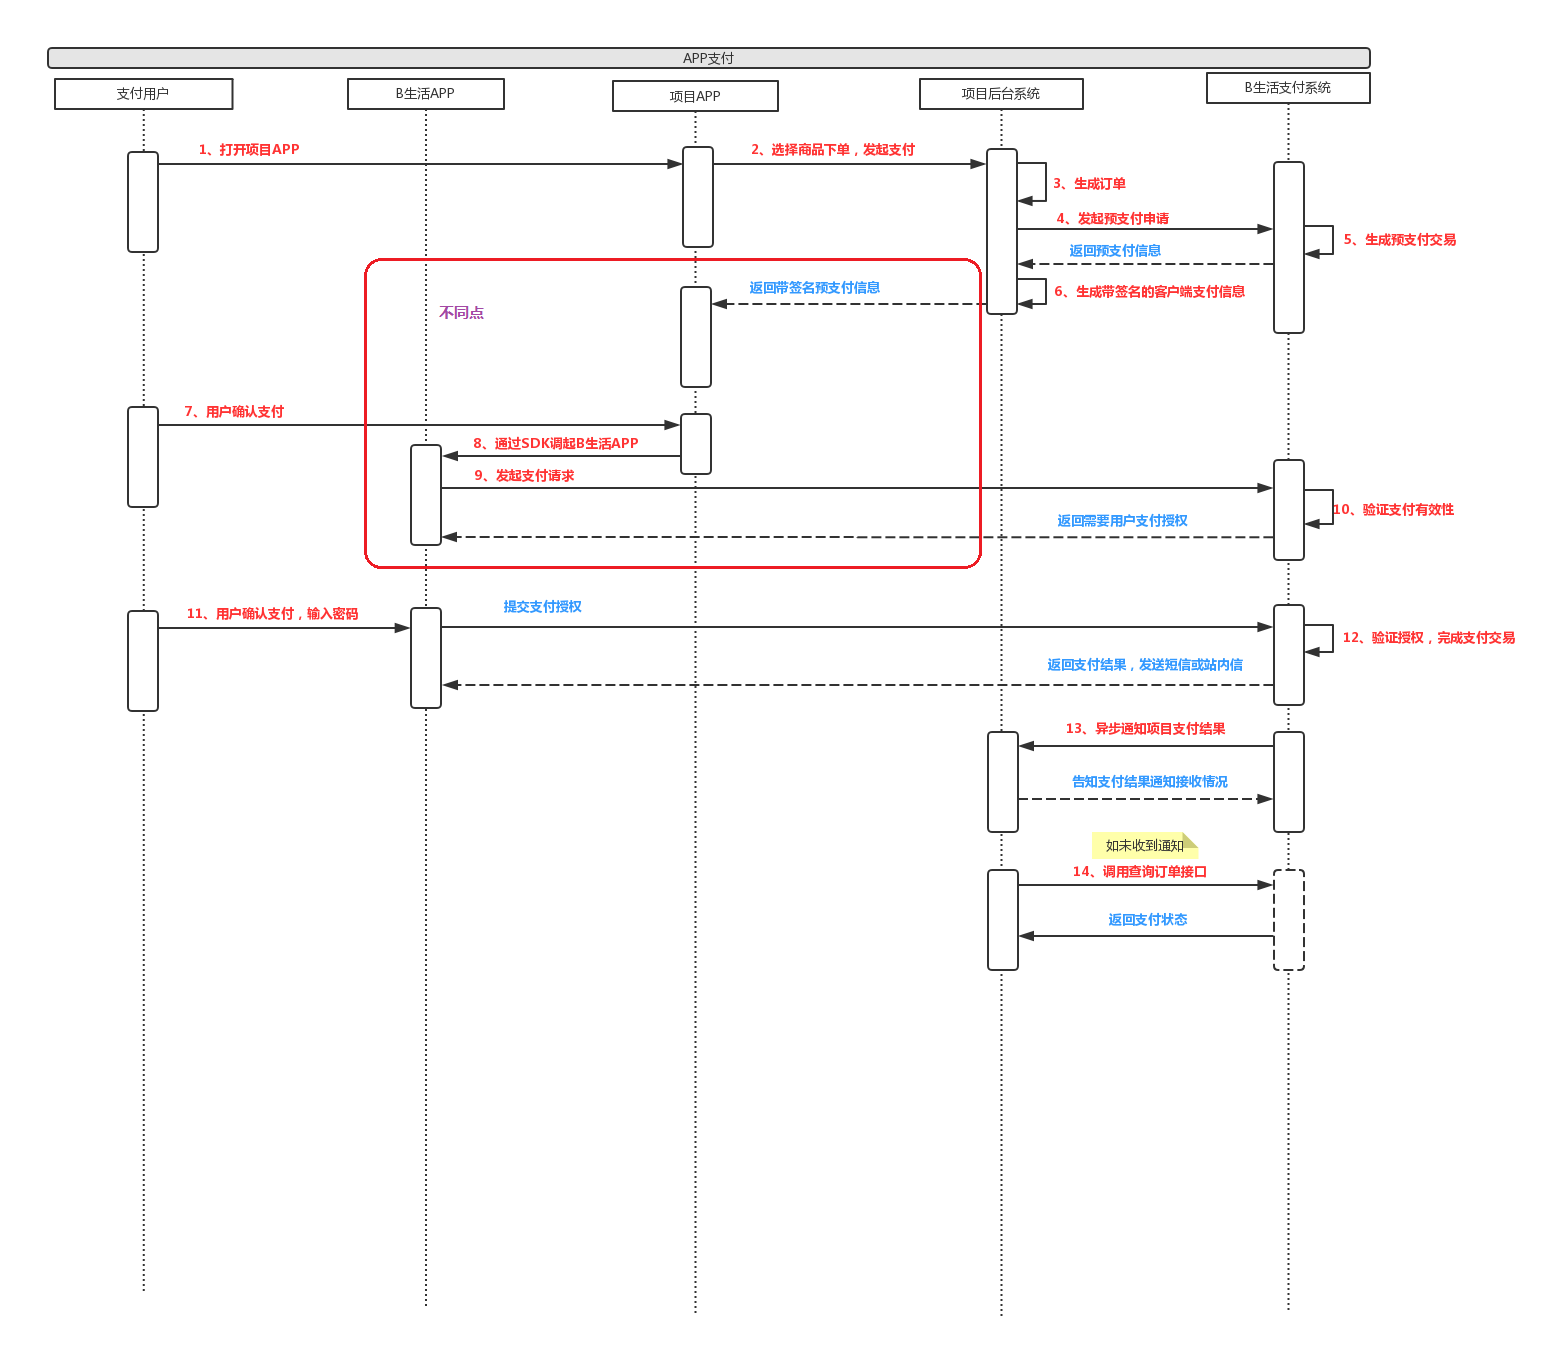 APP支付
支付用户
B生活APP
项目APP
项目后台系统
B生活支付系统
1、打开项目APP
2、选择商品下单，发起支付
3、生成订单
4、发起预支付申请
5、生成预支付交易
返回预支付信息
返回带签名预支付信息
6、生成带签名的客户端支付信息
不同点
7、用户确认支付
8、通过SDK调起B生活APP
9、发起支付请求
10、验证支付有效性
返回需要用户支付授权
11、用户确认支付，输入密码
提交支付授权
12、验证授权，完成支付交易
返回支付结果，发送短信或站内信
13、异步通知项目支付结果
告知支付结果通知接收情况
如未收到通知
14、调用查询订单接口
返回支付状态